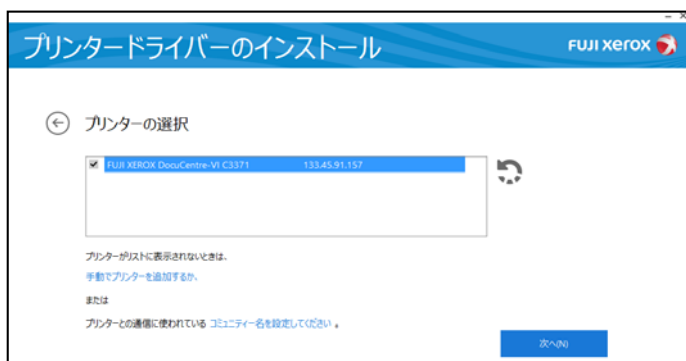 プリンタードライバーのインストール
FUJI xerox
プリンターの選択
FUJI XEROX DocuCentre-VI C3371 133.45.91.157
プリンターがリストに表示されないときは、
手動でプリンターを追加するか、
または
プリンターとの通信に使われている コミュニティー名を設定してください 。
次へ(N)